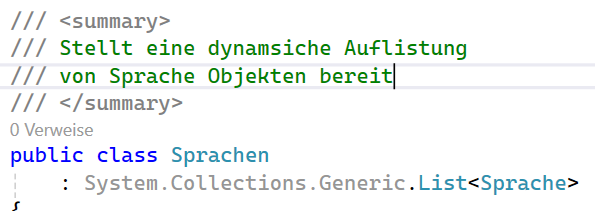 /// <summary>
/// Stellt eine dynamsiche Auflistung
/// von Sprache Objekten bereit
/// </summary>
0 Verweise
public class Sprachen
: System.Collections.Generic.List<Sprache>
{